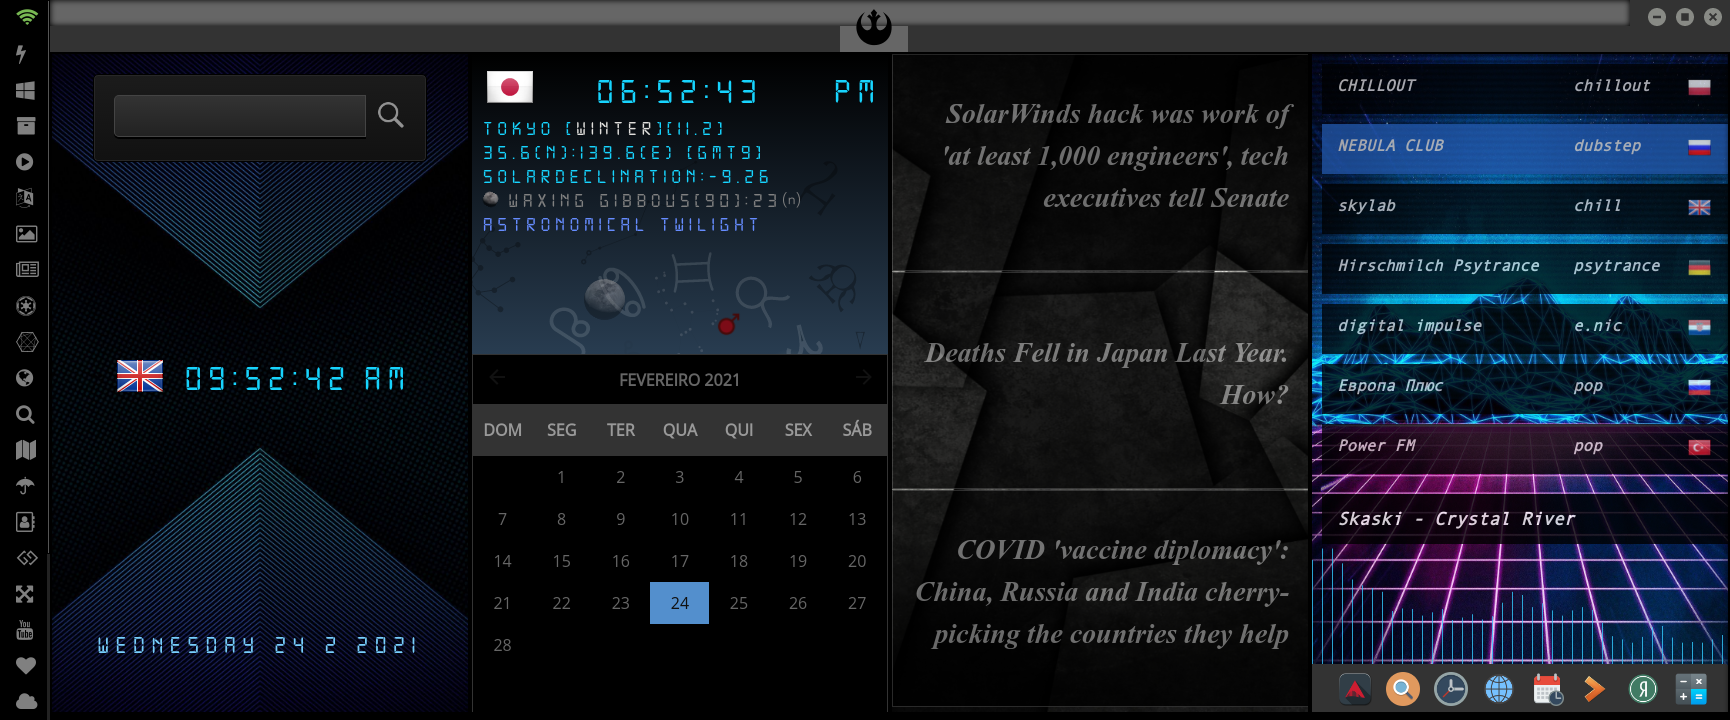 09:52:42 AM
WEDNESDAY 24 2 2021
06:52:43 PM
TOKYO [WINTER][11.2]
35.6(N):139.6(E) [GMT9]
SOLARDECLINATION:-9.26
WAXING GIBBOUS[90]:23(n)
ASTRONOMICAL TWILIGHT
FEVEREIRO 2021
DOM SEG TER QUA QUI SEX SÁB
1 2 3 4 5 6
7 8 9 10 11 12 13
14 15 16 17 18 19 20
21 22 23 24 25 26 27
28
SolarWinds hack was work of
'at least 1,000 engineers', tech
executives tell Senate
Deaths Fell in Japan Last Year.
How?
COVID 'vaccine diplomacy':
China, Russia and India cherry-
picking the countries they help
CHILLOUT chillout
NEBULA CLUB dubstep
skylab chill
Hirschmilch Psytrance psytrance
digital impulse e.nic
Европа Плюс pop
Power FM pop
Skaski - Crystal River
You
Tube
Я